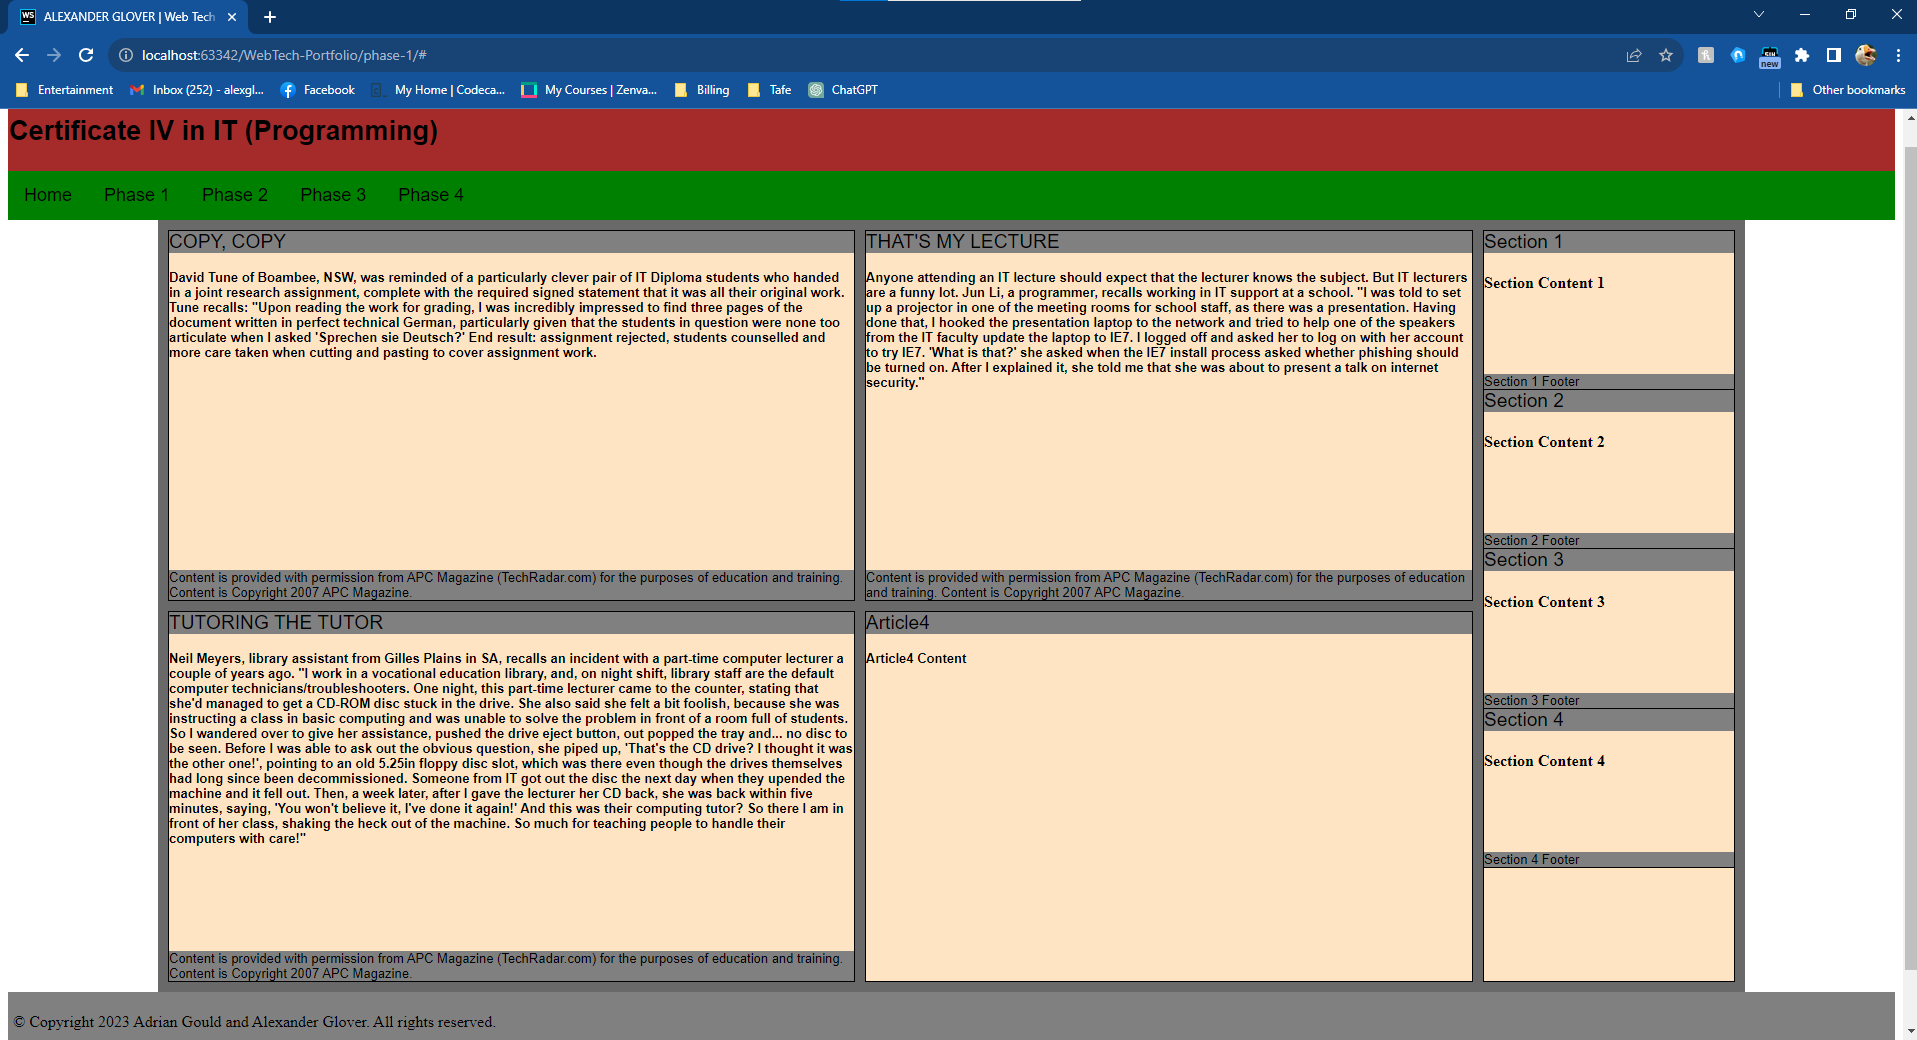 WS ALEXANDER GLOVER | Web Tech
localhost:63342/WebTech-Portfolio/phase-1/#
new
Entertainment Inbox (252) - alexgl... Facebook My Home | Codeca... My Courses | Zenva... Billing Tafe ChatGPT Other bookmarks
Certificate IV in IT (Programming)
Home Phase 1 Phase 2 Phase 3 Phase 4
COPY, COPY
David Tune of Boambee, NSW, was reminded of a particularly clever pair of IT Diploma students who handed
in a joint research assignment, complete with the required signed statement that it was all their original work.
Tune recalls: "Upon reading the work for grading, I was incredibly impressed to find three pages of the
document written in perfect technical German, particularly given that the students in question were none too
articulate when I asked 'Sprechen sie Deutsch?' End result: assignment rejected, students counselled and
more care taken when cutting and pasting to cover assignment work.
Content is provided with permission from APC Magazine (TechRadar.com) for the purposes of education and training.
Content is Copyright 2007 APC Magazine.
THAT'S MY LECTURE
Anyone attending an IT lecture should expect that the lecturer knows the subject. But IT lecturers
are a funny lot. Jun Li, a programmer, recalls working in IT support at a school. "I was told to set
up a projector in one of the meeting rooms for school staff, as there was a presentation. Having
done that, I hooked the presentation laptop to the network and tried to help one of the speakers
from the IT faculty update the laptop to IE7. I logged off and asked her to log on with her account
to try IE7. 'What is that?' she asked when the IE7 install process asked whether phishing should
be turned on. After I explained it, she told me that she was about to present a talk on internet
security."
Content is provided with permission from APC Magazine (TechRadar.com) for the purposes of education
and training. Content is Copyright 2007 APC Magazine.
TUTORING THE TUTOR
Neil Meyers, library assistant from Gilles Plains in SA, recalls an incident with a part-time computer lecturer a
couple of years ago. "I work in a vocational education library, and, on night shift, library staff are the default
computer technicians/troubleshooters. One night, this part-time lecturer came to the counter, stating that
she'd managed to get a CD-ROM disc stuck in the drive. She also said she felt a bit foolish, because she was
instructing a class in basic computing and was unable to solve the problem in front of a room full of students.
So I wandered over to give her assistance, pushed the drive eject button, out popped the tray and... no disc to
be seen. Before I was able to ask out the obvious question, she piped up, 'That's the CD drive? I thought it was
the other one!', pointing to an old 5.25in floppy disc slot, which was there even though the drives themselves
had long since been decommissioned. Someone from IT got out the disc the next day when they upended the
machine and it fell out. Then, a week later, after I gave the lecturer her CD back, she was back within five
minutes, saying, 'You won't believe it, I've done it again!' And this was their computing tutor? So there I am in
front of her class, shaking the heck out of the machine. So much for teaching people to handle their
computers with care!"
Content is provided with permission from APC Magazine (TechRadar.com) for the purposes of education and training.
Content is Copyright 2007 APC Magazine.
Article4
Article4 Content
Section 1
Section Content 1
Section 1 Footer
Section 2
Section Content 2
Section 2 Footer
Section 3
Section Content 3
Section 3 Footer
Section 4
Section Content 4
Section 4 Footer
© Copyright 2023 Adrian Gould and Alexander Glover. All rights reserved.